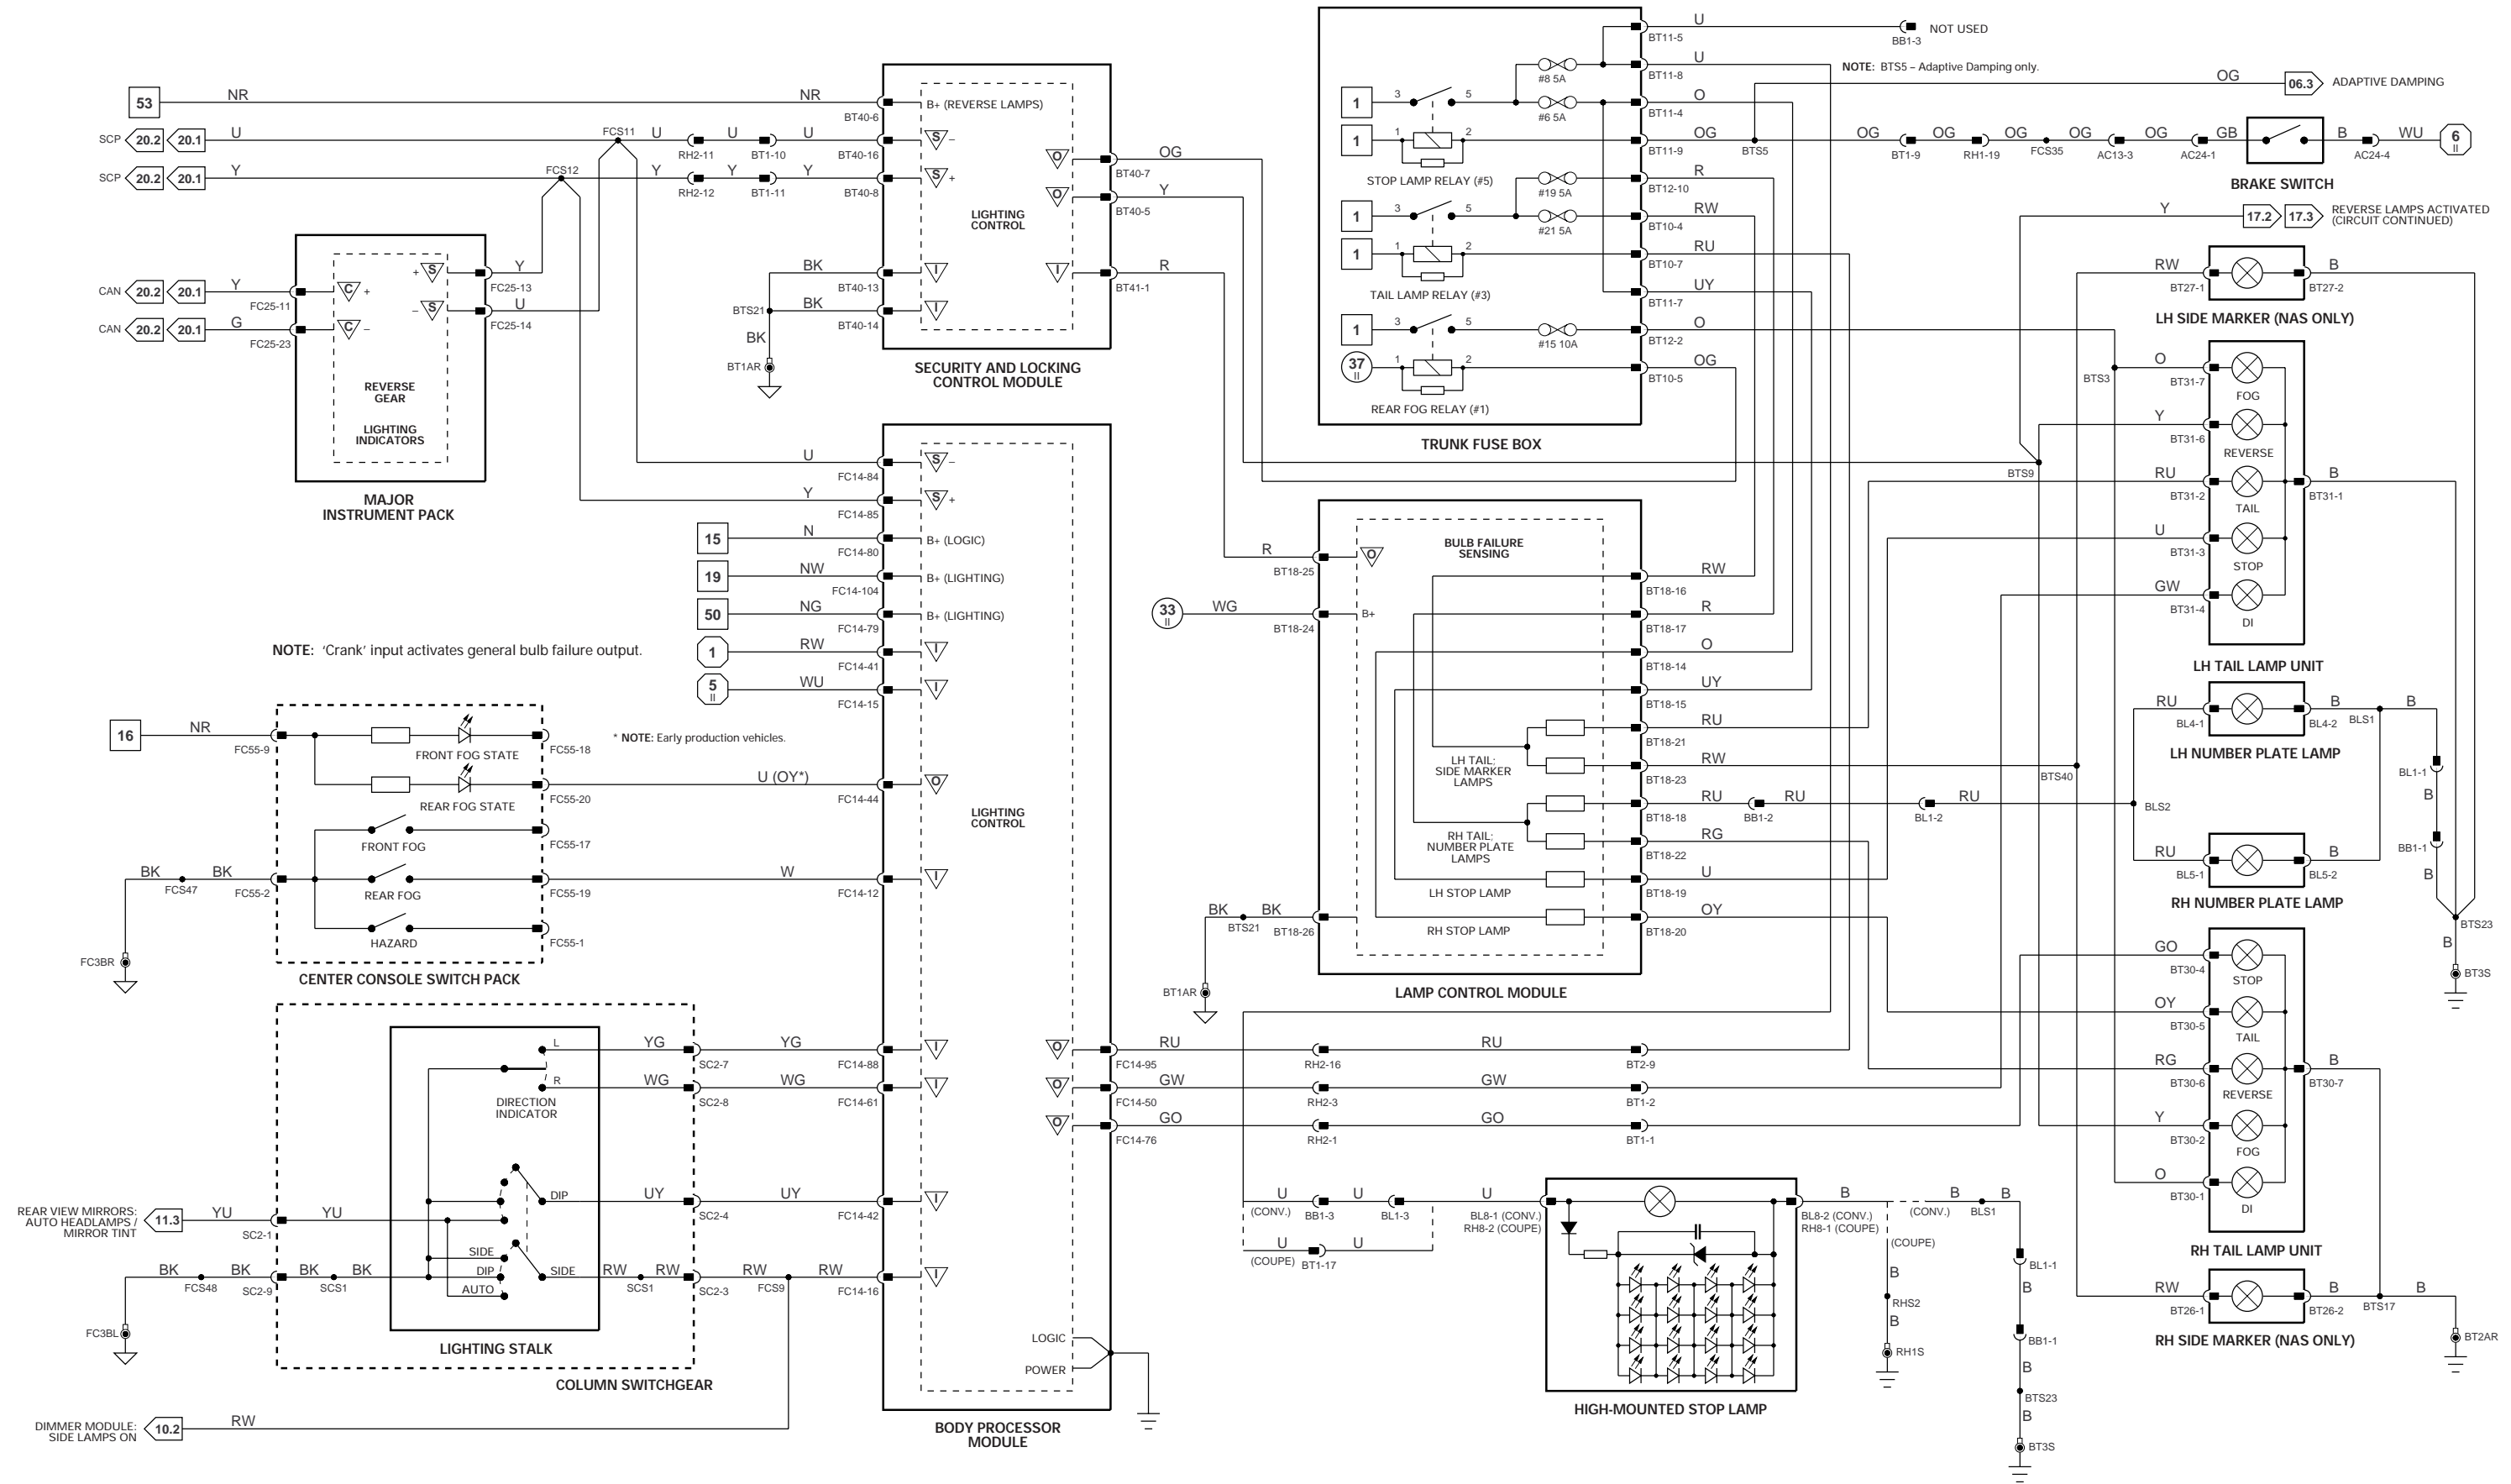 53
NR
NR
BT40-6
B+ (REVERSE LAMPS)
SCP
20.2
20.1
U
FCS11
U
RH2-11
U
BT1-10
U
BT40-16
S
–
SCP
20.2
20.1
Y
FCS12
Y
RH2-12
Y
BT1-11
Y
BT40-8
S
+
LIGHTING
CONTROL
O
OG
BT40-7
O
Y
BT40-5
BK
BT40-13
I
I
R
BT41-1
BTS21
BK
BT40-14
I
BK
BT1AR
SECURITY AND LOCKING
CONTROL MODULE
CAN
20.2
20.1
Y
FC25-11
C
+
CAN
20.2
20.1
G
FC25-23
C
–
+
S
Y
FC25-13
–
S
U
FC25-14
REVERSE
GEAR
LIGHTING
INDICATORS
MAJOR
INSTRUMENT PACK
U
FC14-84
S
–
Y
FC14-85
S
+
15
N
FC14-80
B+ (LOGIC)
19
NW
FC14-104
B+ (LIGHTING)
50
NG
FC14-79
B+ (LIGHTING)
1
RW
FC14-41
I
5
II
WU
FC14-15
I
NOTE: 'Crank' input activates general bulb failure output.
16
NR
FC55-9
FRONT FOG STATE
FC55-18
* NOTE: Early production vehicles.
REAR FOG STATE
FC55-20
U (OY*)
FC14-44
O
LIGHTING
CONTROL
FRONT FOG
FC55-17
BK
FCS47
BK
FC55-2
REAR FOG
FC55-19
W
FC14-12
I
HAZARD
FC55-1
FC3BR
CENTER CONSOLE SWITCH PACK
L
YG
SC2-7
YG
FC14-88
I
R
WG
SC2-8
WG
FC14-61
I
DIRECTION
INDICATOR
DIP
UY
SC2-4
UY
FC14-42
I
REAR VIEW MIRRORS:
AUTO HEADLAMPS /
MIRROR TINT
11.3
YU
SC2-1
YU
SIDE
DIP
AUTO
BK
FCS48
BK
SC2-9
BK
SCS1
BK
SIDE
RW
SCS1
RW
SC2-3
RW
FCS9
RW
FC14-16
I
FC3BL
LIGHTING STALK
COLUMN SWITCHGEAR
DIMMER MODULE:
SIDE LAMPS ON
10.2
RW
LOGIC
POWER
BODY PROCESSOR
MODULE
O
FC14-95
RU
RH2-16
RU
BT2-9
O
FC14-50
GW
RH2-3
GW
BT1-2
O
FC14-76
GO
RH2-1
GO
BT1-1
#8 5A
BT11-5
U
BB1-3
NOT USED
BT11-8
U
NOTE: BTS5 – Adaptive Damping only.
1
3
5
#6 5A
BT11-4
O
OG
06.3
ADAPTIVE DAMPING
1
1
2
BT11-9
OG
BTS5
OG
BT1-9
OG
RH1-19
OG
FCS35
OG
AC13-3
OG
AC24-1
GB
B
AC24-4
WU
6
II
BRAKE SWITCH
STOP LAMP RELAY (#5)
#19 5A
BT12-10
R
1
3
5
#21 5A
BT10-4
RW
1
1
2
BT10-7
RU
TAIL LAMP RELAY (#3)
BT11-7
UY
1
3
5
#15 10A
BT12-2
O
37
II
1
2
BT10-5
OG
REAR FOG RELAY (#1)
TRUNK FUSE BOX
Y
17.2
17.3
REVERSE LAMPS ACTIVATED
(CIRCUIT CONTINUED)
RW
BT27-1
B
BT27-2
LH SIDE MARKER (NAS ONLY)
BTS3
O
BT31-7
FOG
Y
BT31-6
REVERSE
BTS9
RU
BT31-2
TAIL
B
BT31-1
U
BT31-3
STOP
GW
BT31-4
DI
LH TAIL LAMP UNIT
R
BT18-25
O
BULB FAILURE
SENSING
33
II
WG
BT18-24
B+
BT18-16
RW
BT18-17
R
BT18-14
O
BT18-15
UY
BT18-21
RU
LH TAIL;
SIDE MARKER
LAMPS
BT18-23
RW
BTS40
BT18-18
RU
BB1-2
RU
BL1-2
RU
BLS2
RH TAIL;
NUMBER PLATE
LAMPS
BT18-22
RG
LH STOP LAMP
BT18-19
U
RH STOP LAMP
BT18-20
OY
BK
BTS21
BK
BT18-26
BT1AR
LAMP CONTROL MODULE
RU
BL4-1
B
BL4-2
BLS1
B
LH NUMBER PLATE LAMP
BL1-1
B
BB1-1
B
RU
BL5-1
B
BL5-2
RH NUMBER PLATE LAMP
BTS23
B
BT3S
GO
BT30-4
STOP
OY
BT30-5
TAIL
RG
BT30-6
REVERSE
B
BT30-7
Y
BT30-2
FOG
O
BT30-1
DI
RH TAIL LAMP UNIT
RW
BT26-1
B
BT26-2
BTS17
B
RH SIDE MARKER (NAS ONLY)
BT2AR
U
(CONV.)
BB1-3
U
BL1-3
U
BL8-1 (CONV.)
RH8-2 (COUPE)
U
(COUPE)
BT1-17
U
B
BL8-2 (CONV.)
RH8-1 (COUPE)
B
(CONV.)
BLS1
B
(COUPE)
B
RHS2
B
RH1S
BL1-1
B
BB1-1
B
BTS23
B
BT3S
HIGH-MOUNTED STOP LAMP